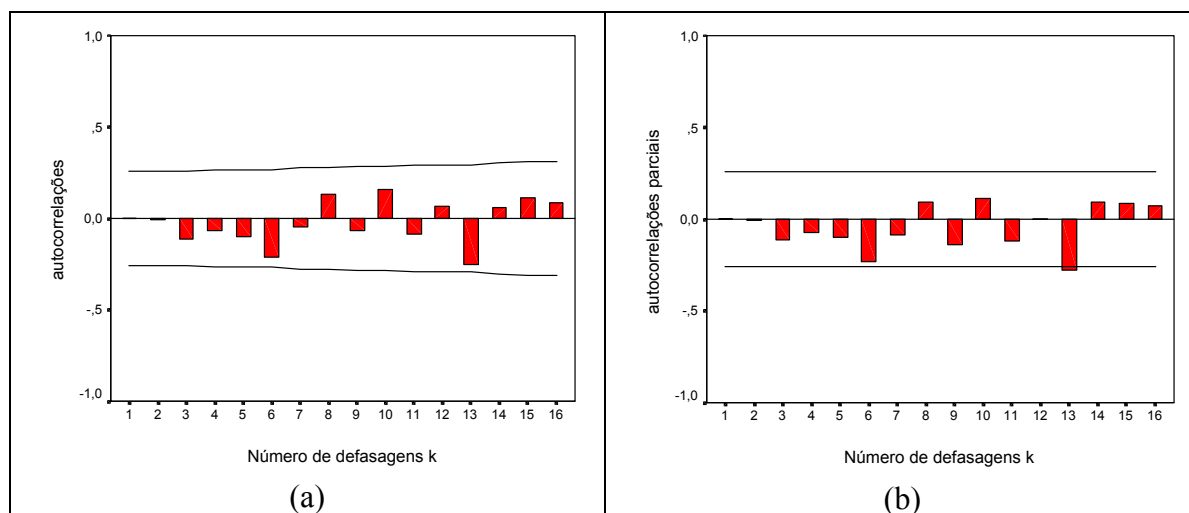 1,0
,5
0,0
-,5
-1,0
autocorrelações
1 2 3 4 5 6 7 8 9 10 11 12 13 14 15 16
Número de defasagens k
(a)
1,0
,5
0,0
-,5
-1,0
autocorrelações parciais
1 2 3 4 5 6 7 8 9 10 11 12 13 14 15 16
Número de defasagens k
(b)